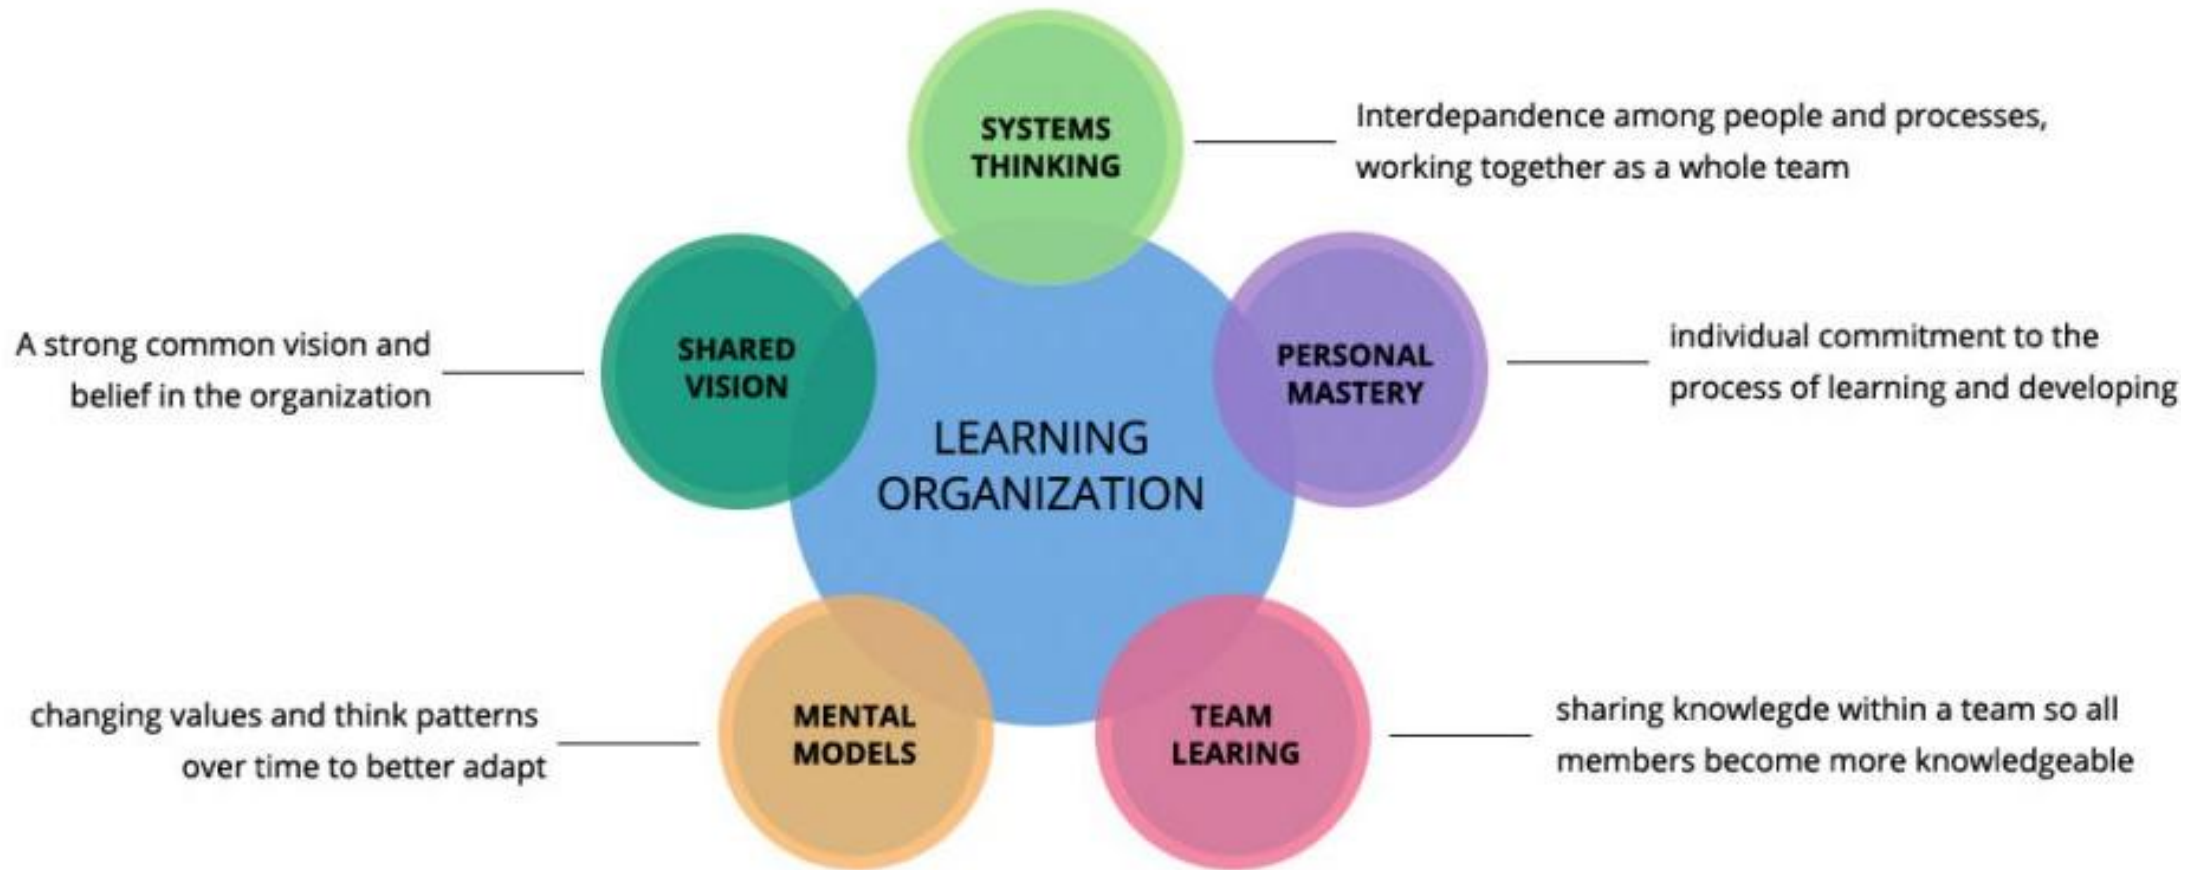 SYSTEMS
THINKING
Interdepandence among people and processes,
working together as a whole team
SHARED
VISION
A strong common vision and
belief in the organization
PERSONAL
MASTERY
individual commitment to the
process of learning and developing
LEARNING
ORGANIZATION
MENTAL
MODELS
changing values and think patterns
over time to better adapt
TEAM
LEARING
sharing knowlegde within a team so all
members become more knowledgeable